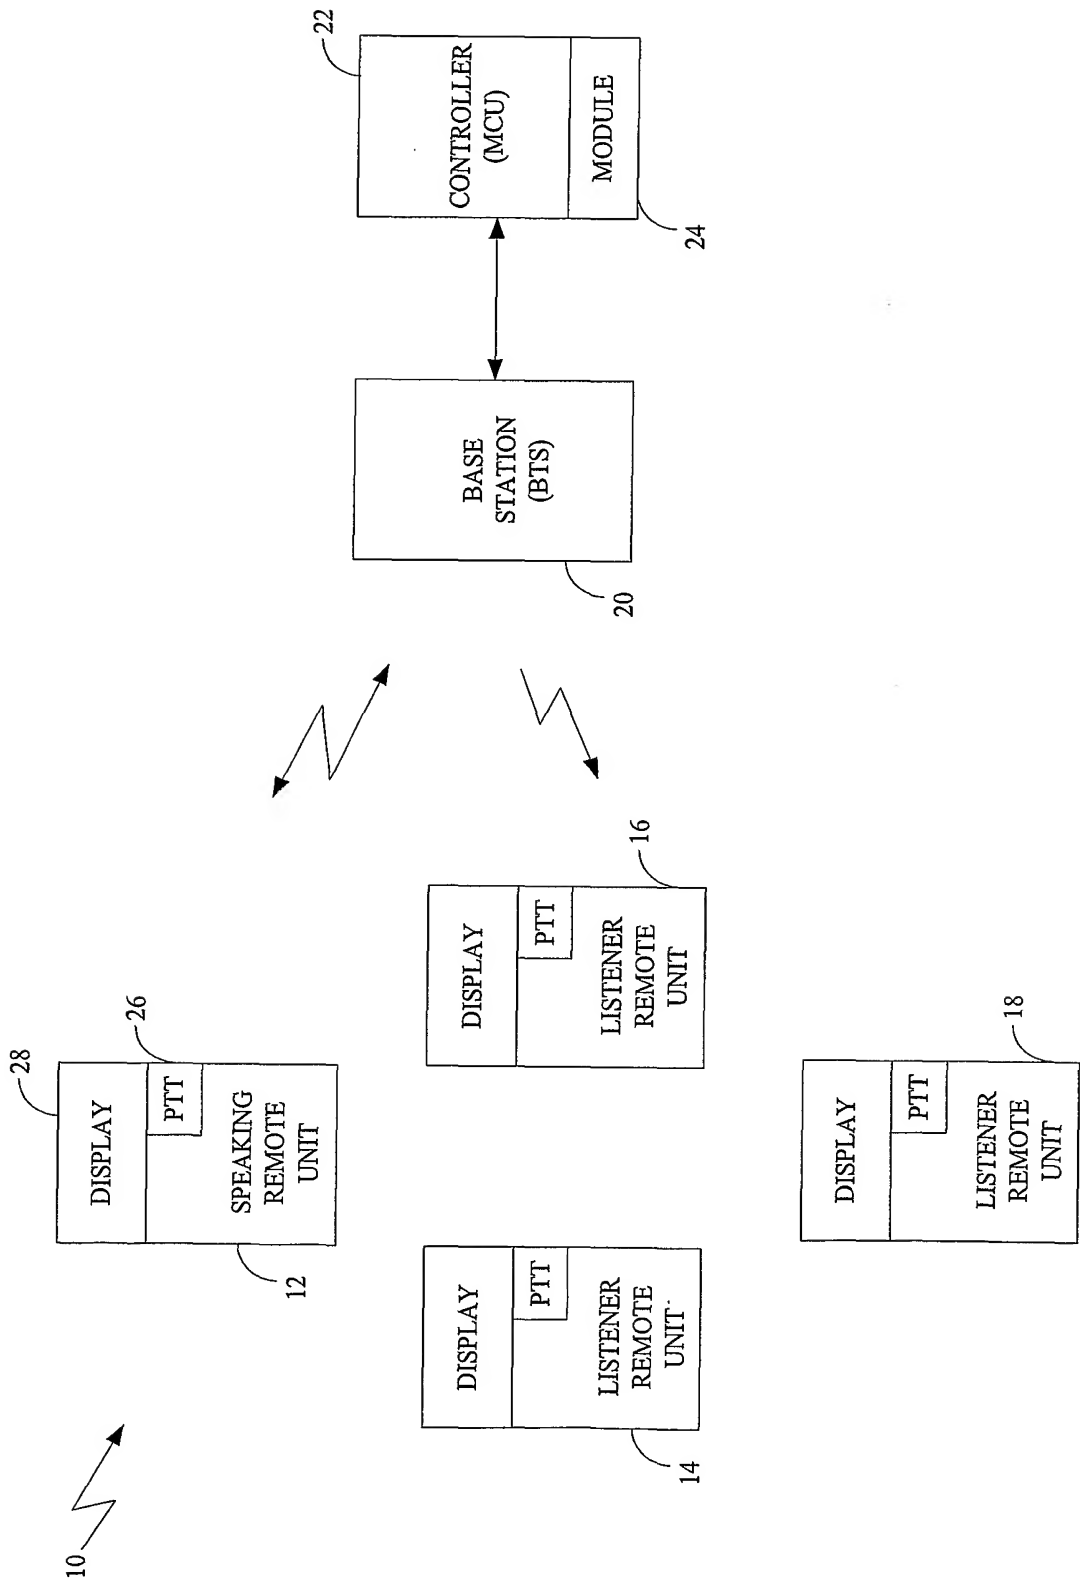 10
28
DISPLAY
26
PTT
SPEAKING
REMOTE
UNIT
12
DISPLAY
PTT
LISTENER
REMOTE
UNIT
14
DISPLAY
PTT
LISTENER
REMOTE
UNIT
16
DISPLAY
PTT
LISTENER
REMOTE
UNIT
18
BASE
STATION
(BTS)
20
22
CONTROLLER
(MCU)
MODULE
24